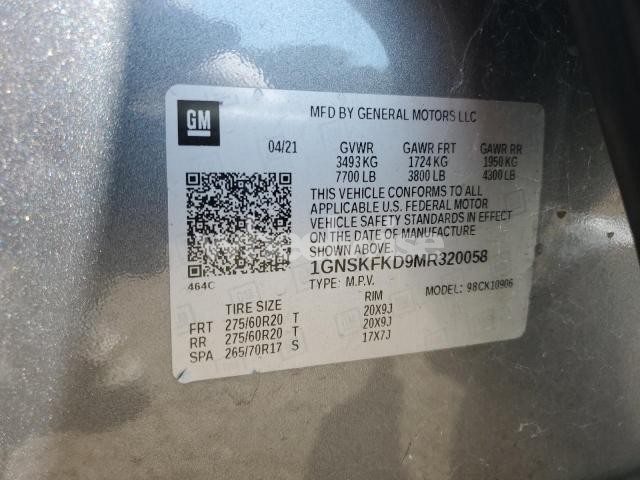 GM
MFD BY GENERAL MOTORS LLC
04/21 GVWR GAWR FRT GAWR RR
3493 KG 1724 KG 1950 KG
7700 LB 3800 LB 4300 LB
THIS VEHICLE CONFORMS TO ALL
APPLICABLE U.S. FEDERAL MOTOR
VEHICLE SAFETY STANDARDS IN EFFECT
ON THE DATE OF MANUFACTURE
SHOWN ABOVE.
1GNSKFKD9MR320058
464C
TYPE: M.P.V. MODEL: 98CK10906
TIRE SIZE RIM
FRT 275/60R20 T 20X9J
RR 275/60R20 T 20X9J
SPA 265/70R17 S 17X7J